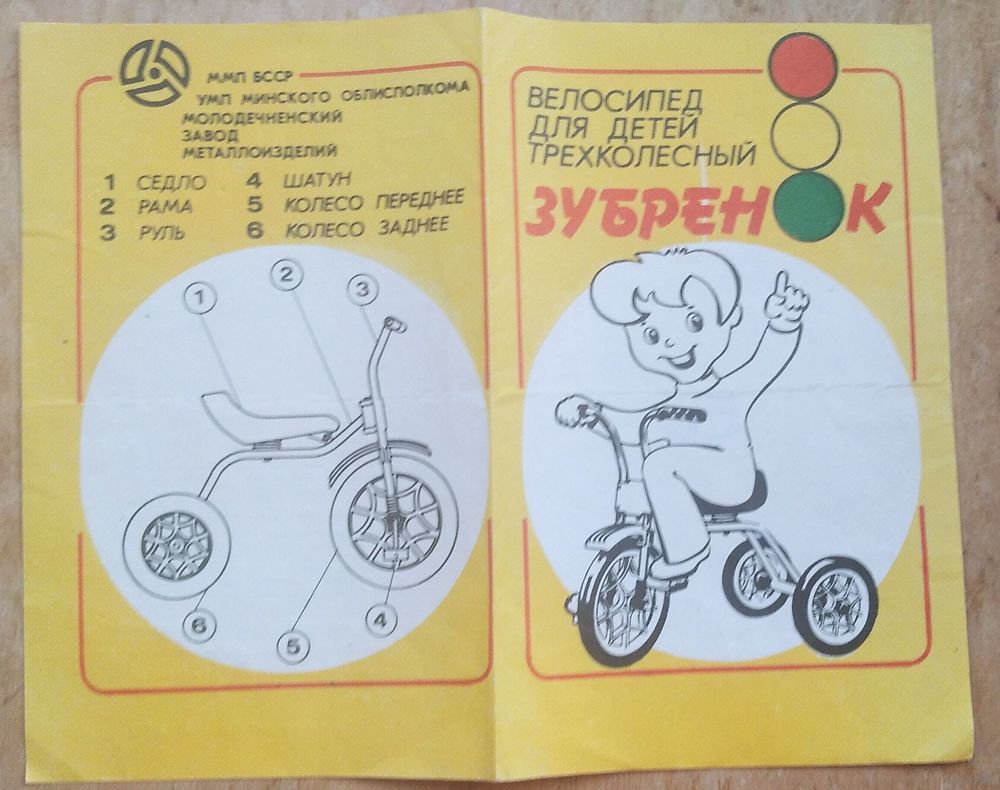 ММП БССР
УМП МИНСКОГО ОБЛИСПОЛКОМА
МОЛОДЕЧНЕНСКИЙ
ЗАВОД
МЕТАЛЛОИЗДЕЛИЙ
1 СЕДЛО 4 ШАТУН
2 РАМА 5 КОЛЕСО ПЕРЕДНЕЕ
3 РУЛЬ 6 КОЛЕСО ЗАДНЕЕ
1
2
3
6
5
4
ВЕЛОСИПЕД
ДЛЯ ДЕТЕЙ
ТРЕХКОЛЕСНЫЙ
ЗУБРЕНОК